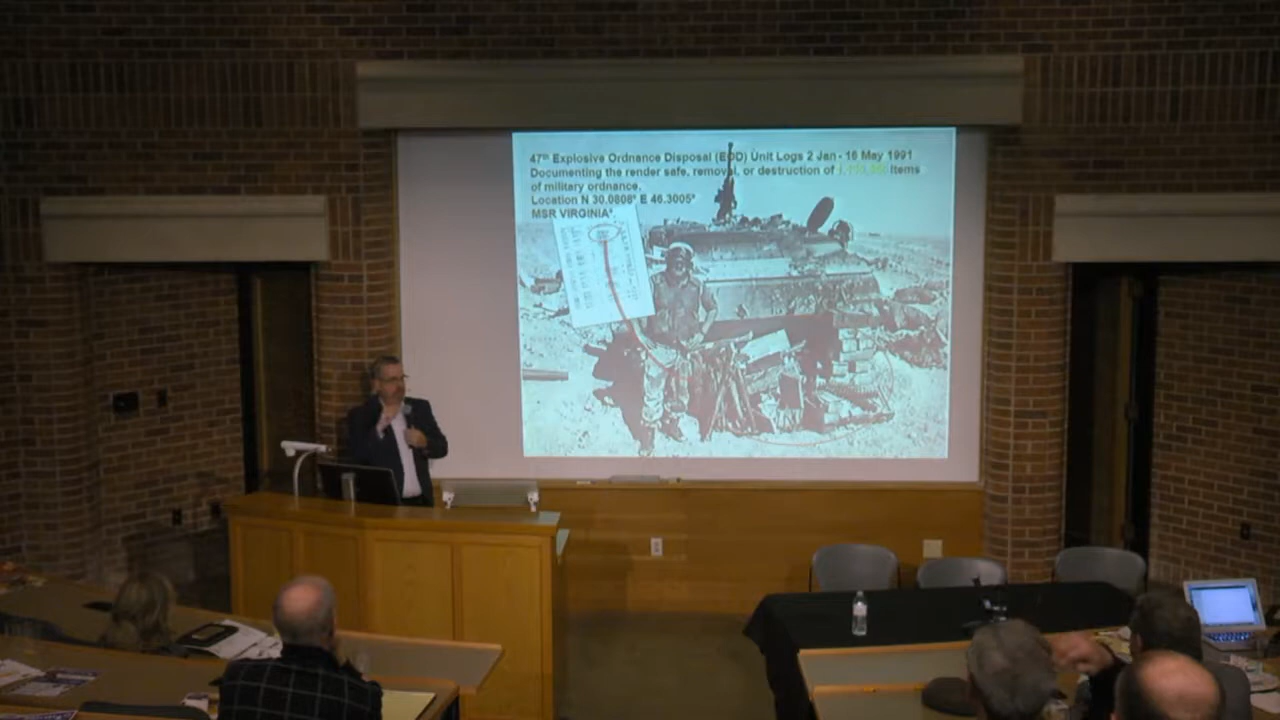 47th Explosive Ordnance Disposal (EOD) Unit Logs 2 Jan - 16 May 1991
Documenting the render safe, removal, or destruction of Items
of military ordnance.
Location N 30.0808° E 46.3005°
MSR VIRGINIA